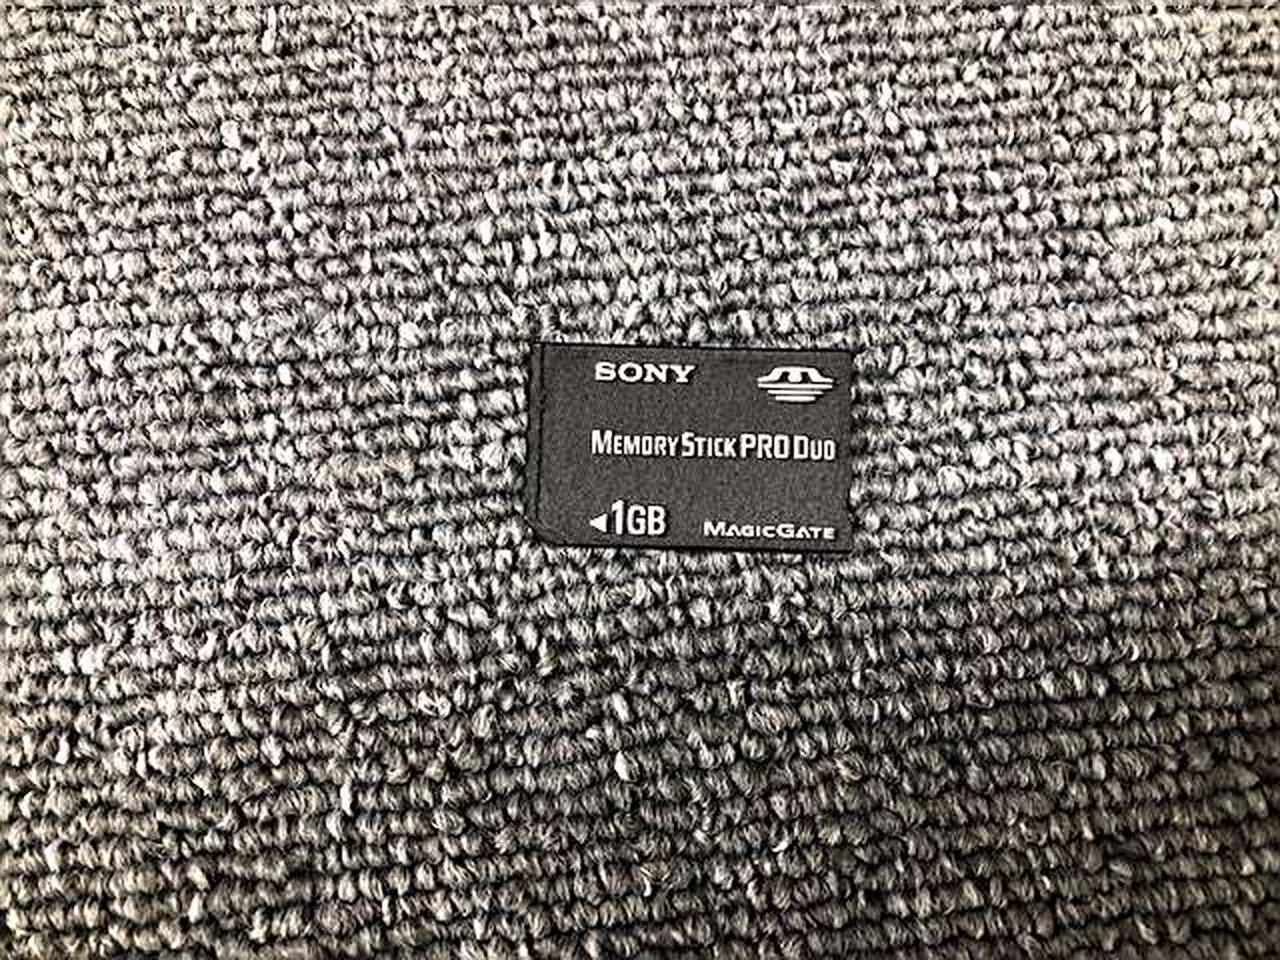 SONY
MEMORY STICK PRO DUO
◄1GB MAGICGATE